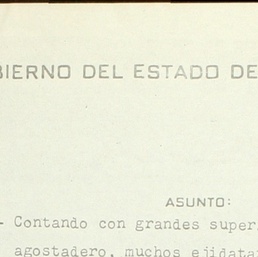 BIERNO DEL ESTADO DE
ASUNTO:
- Contando con grandes super
agostadero, muchos ejidata